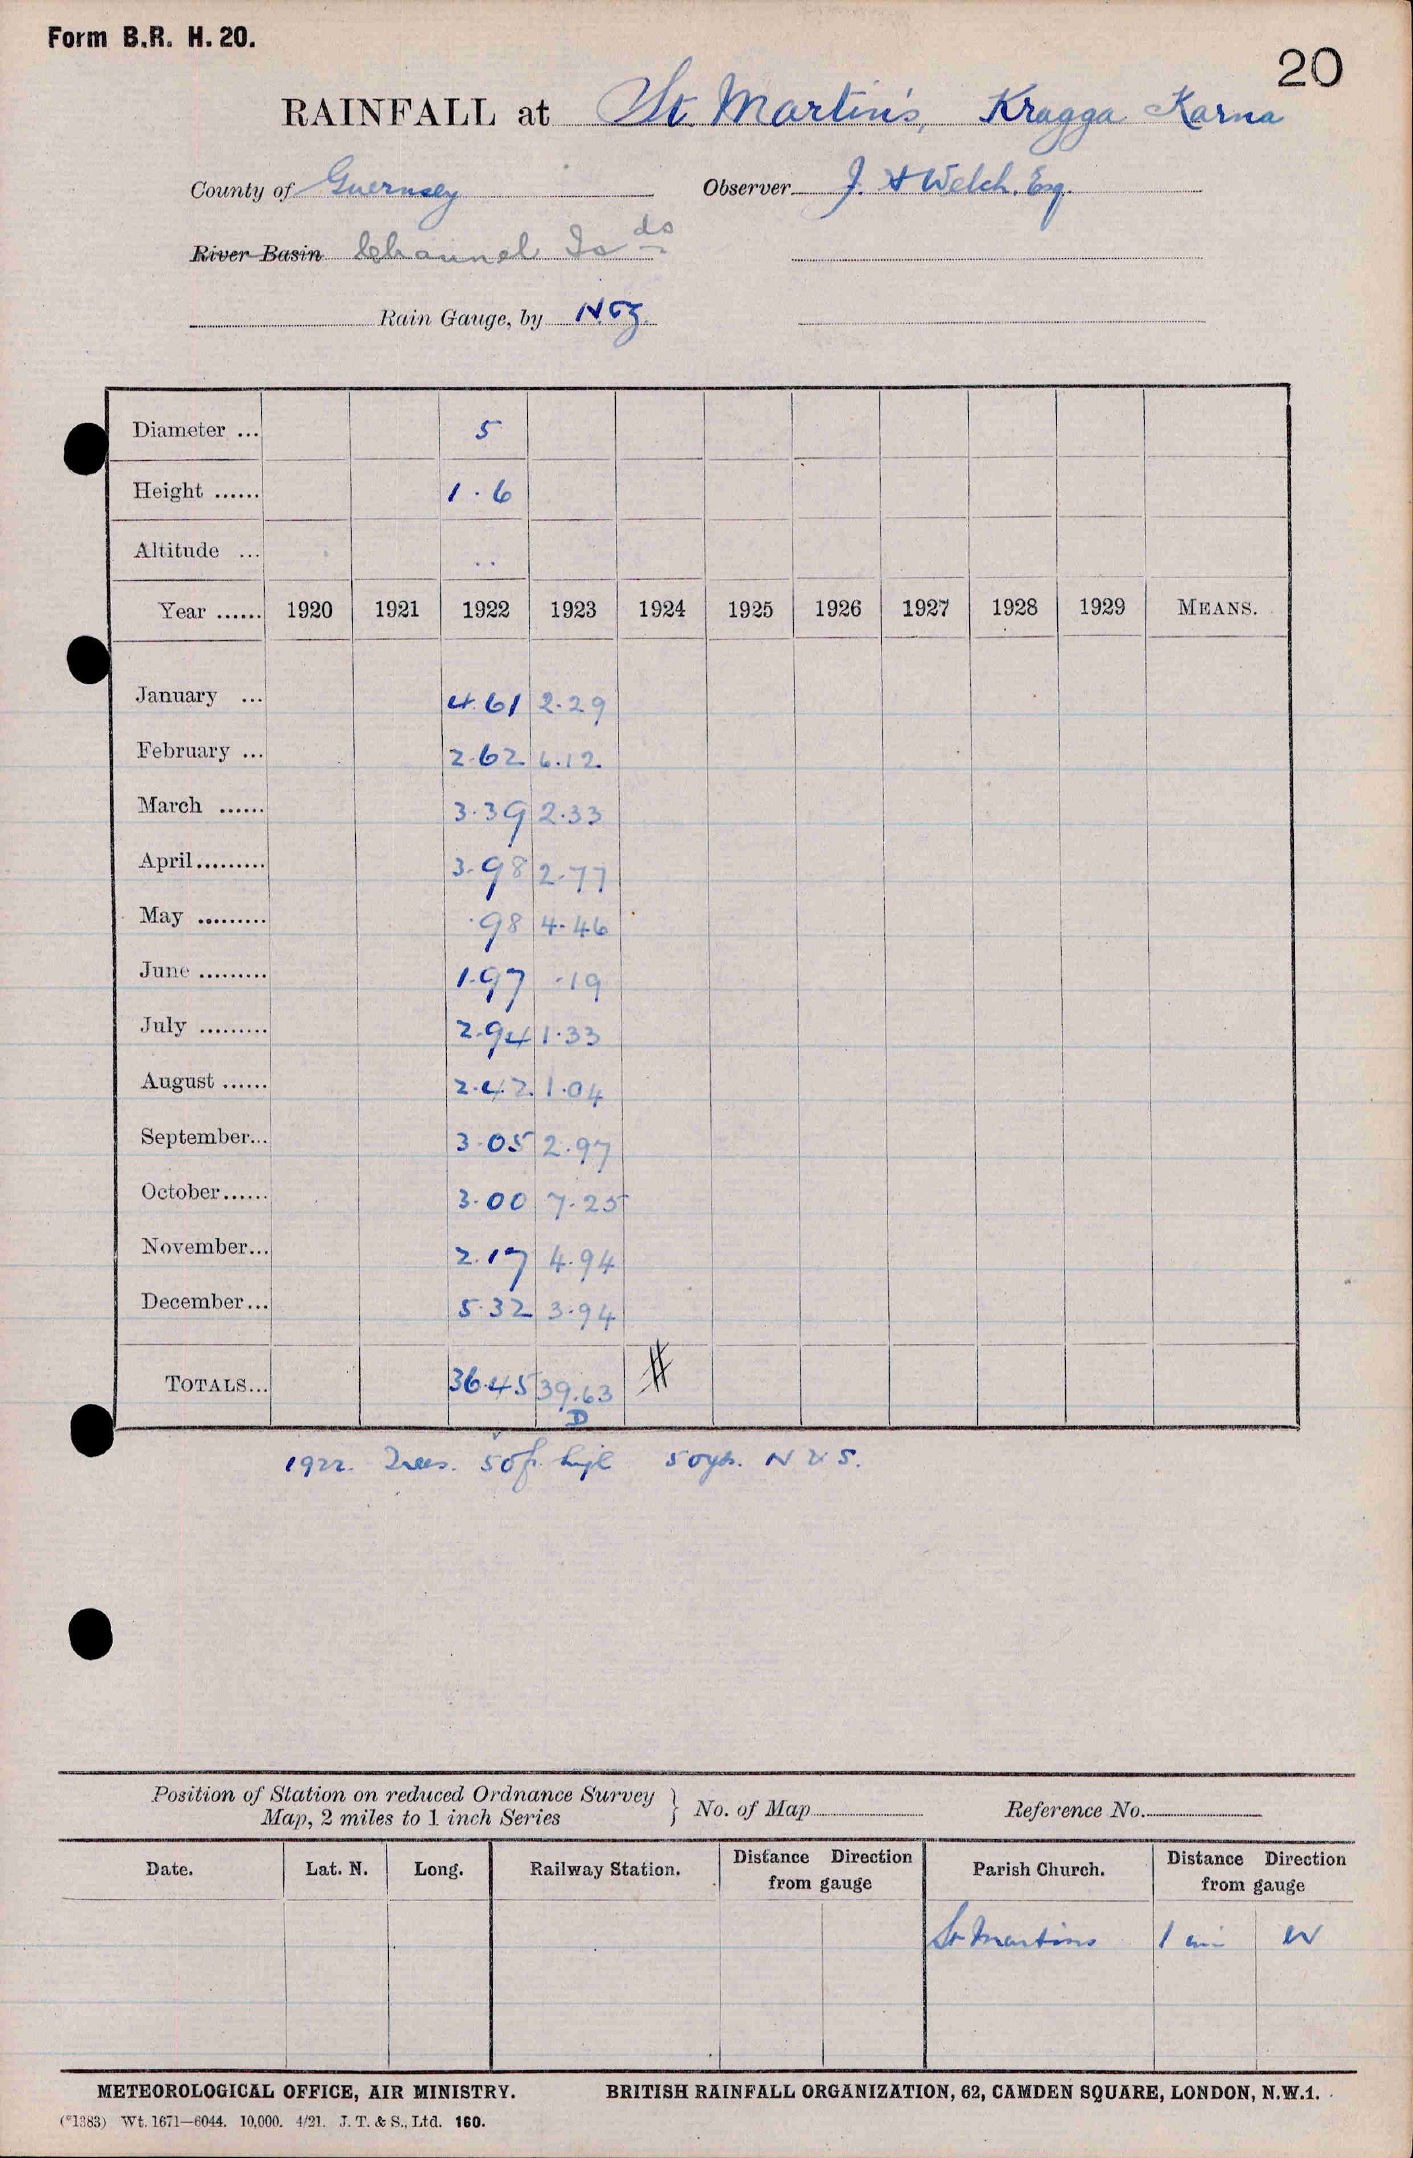 Form B.R. H. 20.
20
RAINFALL at St Martin's, Kragga Karna
County of Guernsey Observer J. H Welch. Esq.
River Basin Channel Is ds
Rain Gauge, by N & Z.
Diameter ... 5
Height ...... 1.6
Altitude ... ..
Year ...... 1920 1921 1922 1923 1924 1925 1926 1927 1928 1929 MEANS.
January ... 4.61 2.29
February ... 2.62 6.12
March ...... 3.39 2.33
April......... 3.98 2.77
May ......... .98 4.46
June ......... 1.97 .19
July ......... 2.94 1.33
August ...... 2.42 1.04
September... 3.05 2.97
October...... 3.00 7.25
November... 2.17 4.94
December... 5.32 3.94
TOTALS... 36.45 39.63 #
D
1922. Trees. 50f. high 50yds. N & S.
Position of Station on reduced Ordnance Survey
Map, 2 miles to 1 inch Series } No. of Map Reference No.
Date. Lat. N. Long. Railway Station. Distance Direction from gauge Parish Church. Distance Direction from gauge
St Martins 1 mi W
METEOROLOGICAL OFFICE, AIR MINISTRY. BRITISH RAINFALL ORGANIZATION, 62, CAMDEN SQUARE, LONDON, N.W.1.
(*1383) Wt. 1671—6044. 10,000. 4/21. J. T. & S., Ltd. 160.